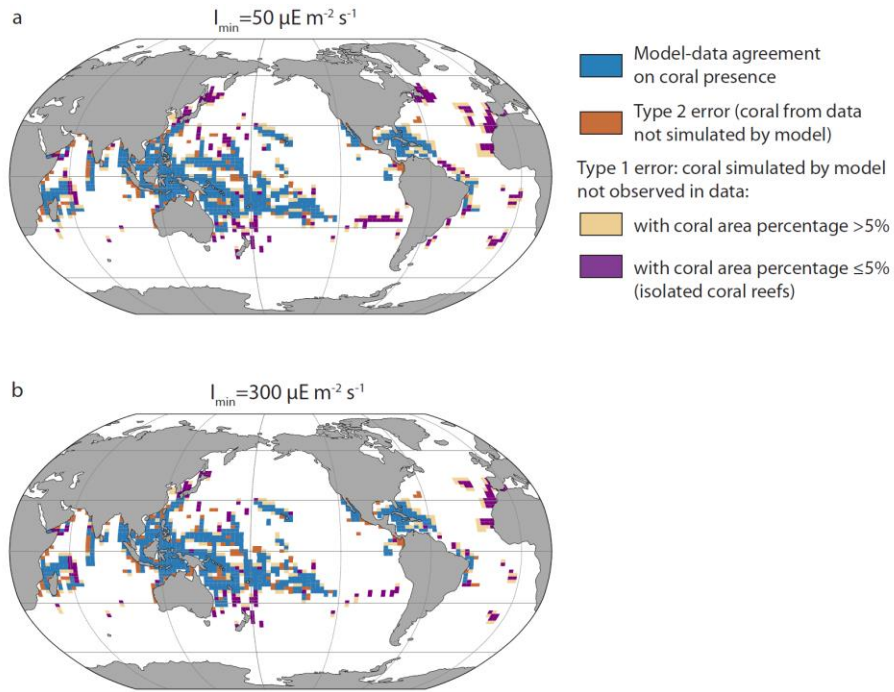 a
I_min=50 µE m⁻² s⁻¹
Model-data agreement
on coral presence
Type 2 error (coral from data
not simulated by model)
Type 1 error: coral simulated by model
not observed in data:
with coral area percentage >5%
with coral area percentage ≤5%
(isolated coral reefs)
b
I_min=300 µE m⁻² s⁻¹